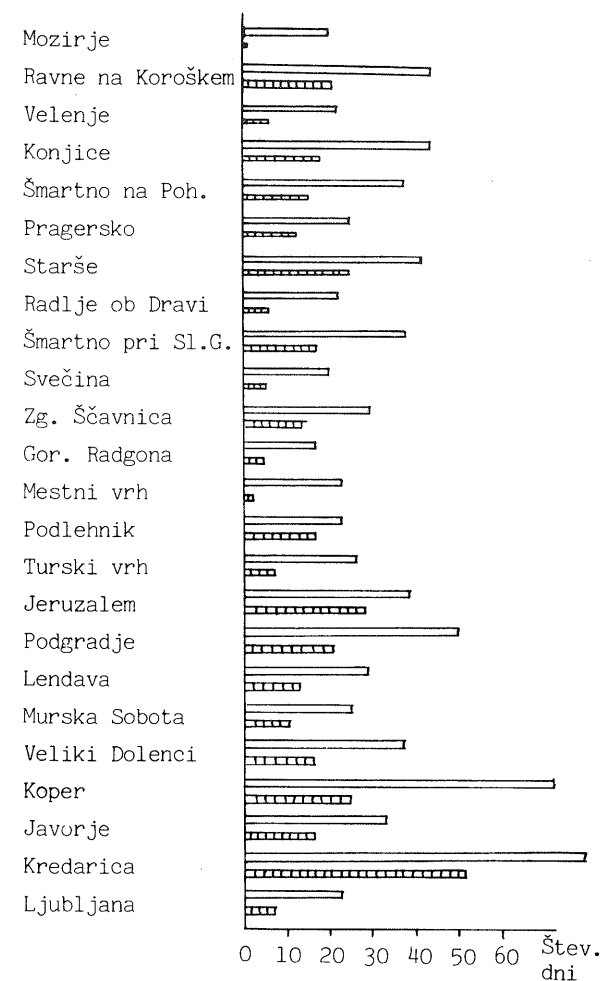 Mozirje
Ravne na Koroškem
Velenje
Konjice
Šmartno na Poh.
Pragersko
Starše
Radlje ob Dravi
Šmartno pri Sl.G.
Svečina
Zg. Ščavnica
Gor. Radgona
Mestni vrh
Podlehnik
Turski vrh
Jeruzalem
Podgradje
Lendava
Murska Sobota
Veliki Dolenci
Koper
Javorje
Kredarica
Ljubljana
0 10 20 30 40 50 60 Štev.
dni